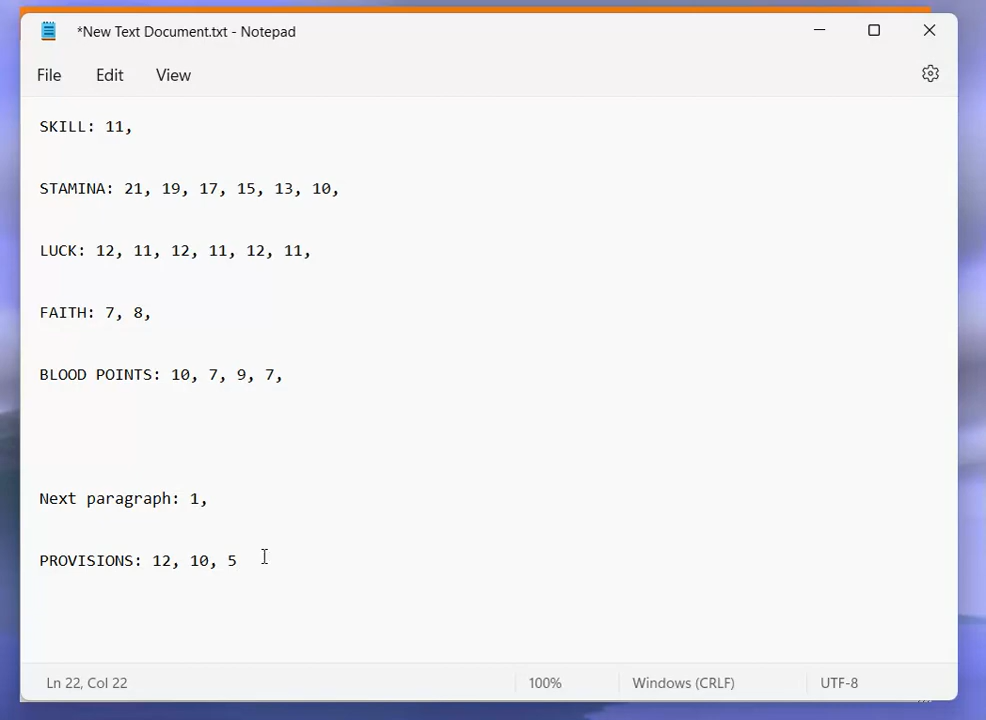 *New Text Document.txt - Notepad
File Edit View
SKILL: 11,
STAMINA: 21, 19, 17, 15, 13, 10,
LUCK: 12, 11, 12, 11, 12, 11,
FAITH: 7, 8,
BLOOD POINTS: 10, 7, 9, 7,
Next paragraph: 1,
PROVISIONS: 12, 10, 5
Ln 22, Col 22 100% Windows (CRLF) UTF-8